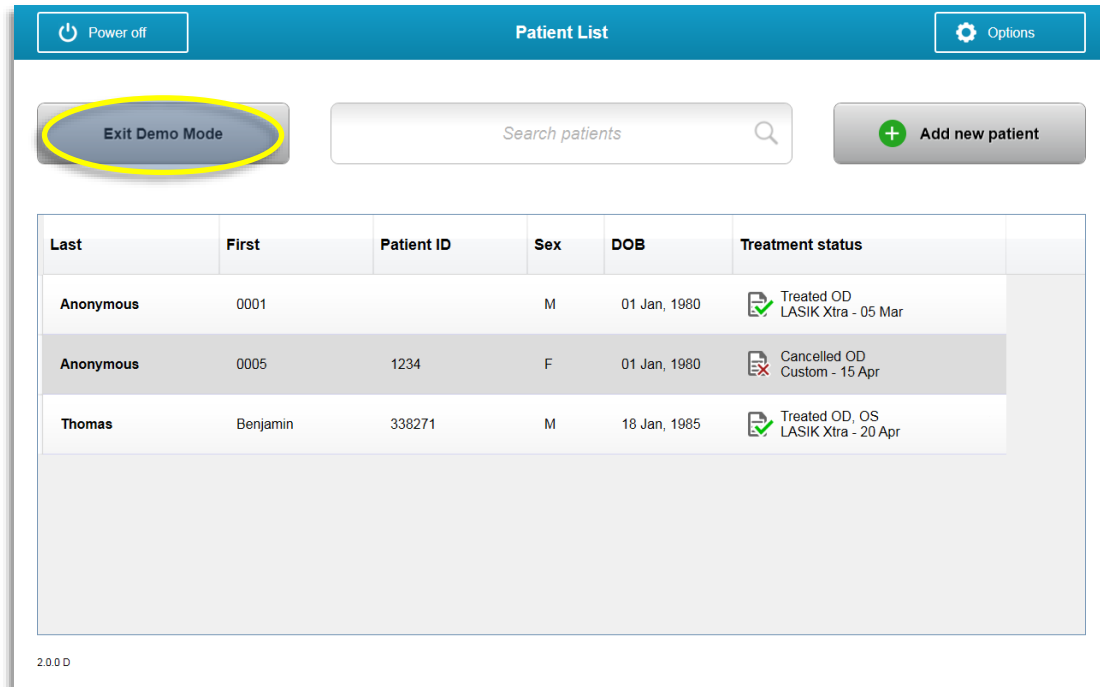 Power off
Patient List
Options
Exit Demo Mode
Search patients
Add new patient
Last First Patient ID Sex DOB Treatment status
Anonymous 0001 M 01 Jan, 1980 Treated OD
LASIK Xtra - 05 Mar
Anonymous 0005 1234 F 01 Jan, 1980 Cancelled OD
Custom - 15 Apr
Thomas Benjamin 338271 M 18 Jan, 1985 Treated OD, OS
LASIK Xtra - 20 Apr
2.0.0 D